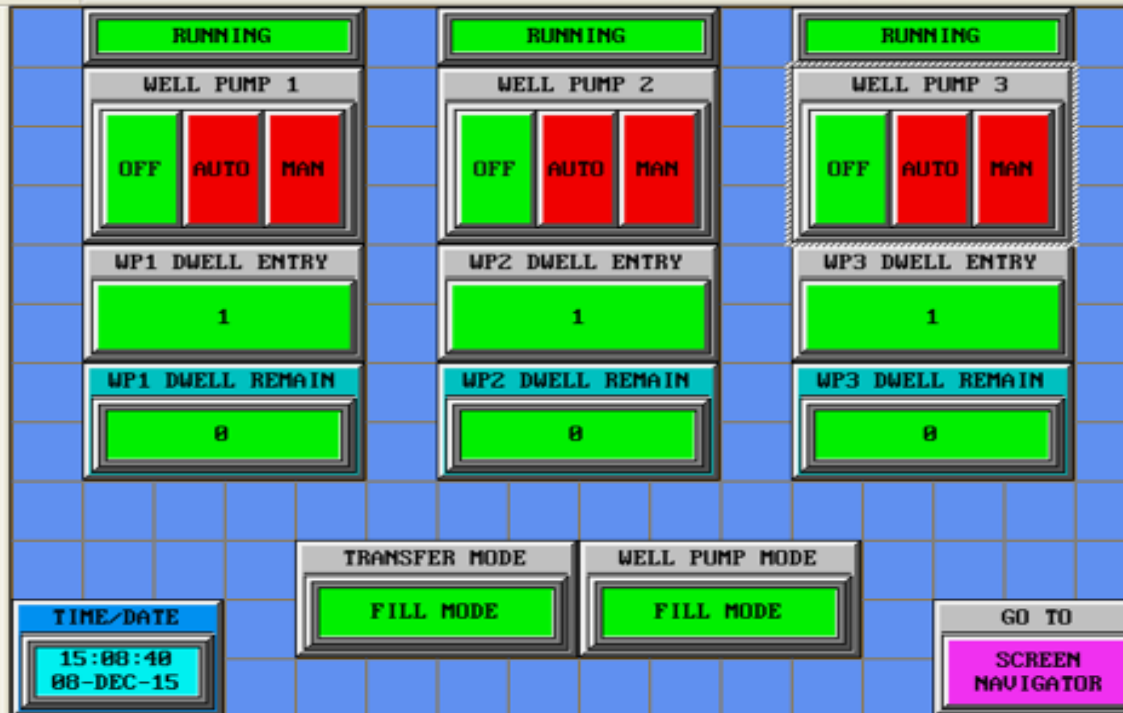 RUNNING RUNNING RUNNING
WELL PUMP 1 WELL PUMP 2 WELL PUMP 3
OFF AUTO MAN OFF AUTO MAN OFF AUTO MAN
WP1 DWELL ENTRY WP2 DWELL ENTRY WP3 DWELL ENTRY
1 1 1
WP1 DWELL REMAIN WP2 DWELL REMAIN WP3 DWELL REMAIN
0 0 0
TRANSFER MODE WELL PUMP MODE
FILL MODE FILL MODE
TIME/DATE
15:08:40
08-DEC-15
GO TO
SCREEN
NAVIGATOR